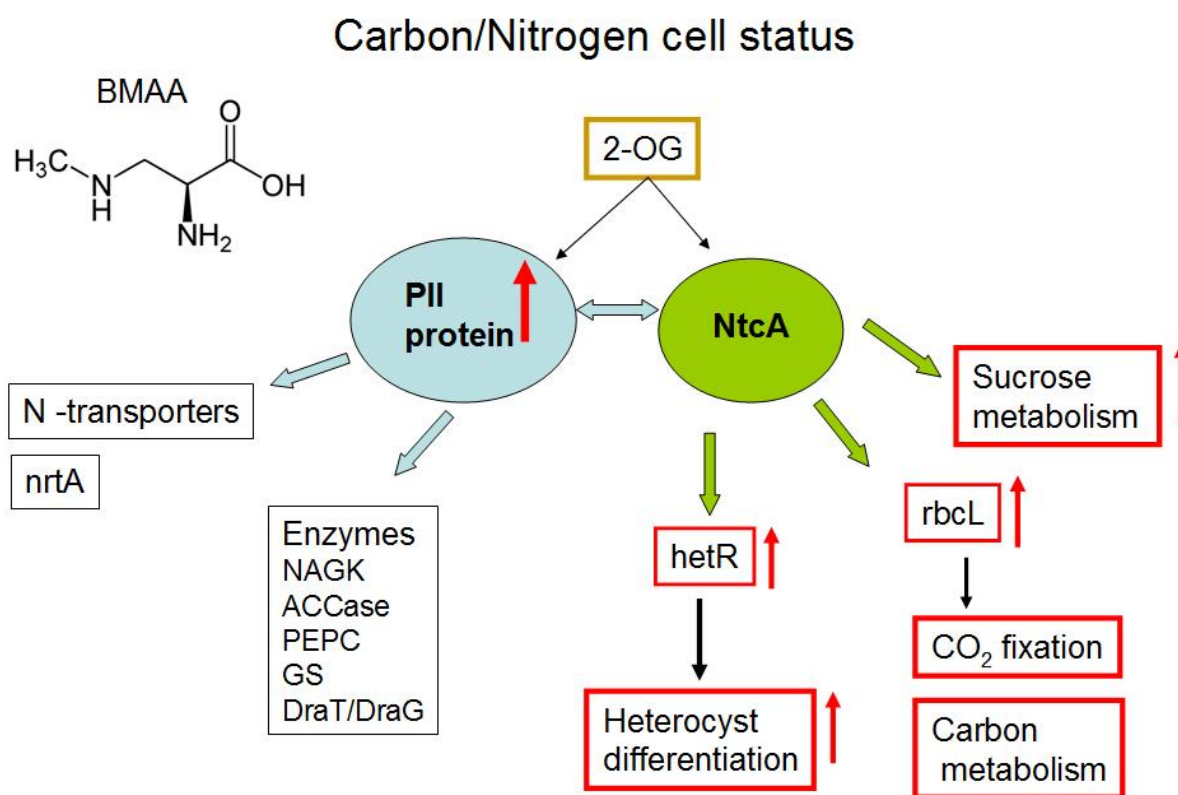 Carbon/Nitrogen cell status
BMAA
O
H₃C
N
H
OH
NH₂
2-OG
PII
protein
NtcA
N -transporters
nrtA
Enzymes
NAGK
ACCase
PEPC
GS
DraT/DraG
hetR
Heterocyst
differentiation
Sucrose
metabolism
rbcL
CO₂ fixation
Carbon
metabolism